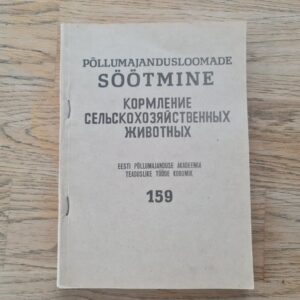 PÕLLUMAJANDUSLOOMADE
SÖÖTMINE
КОРМЛЕНИЕ
СЕЛЬСКОХОЗЯЙСТВЕННЫХ
ЖИВОТНЫХ
EESTI PÕLLUMAJANDUSE AKADEEMIA
TEADUSLIKE TÖÖDE KOGUMIK
159